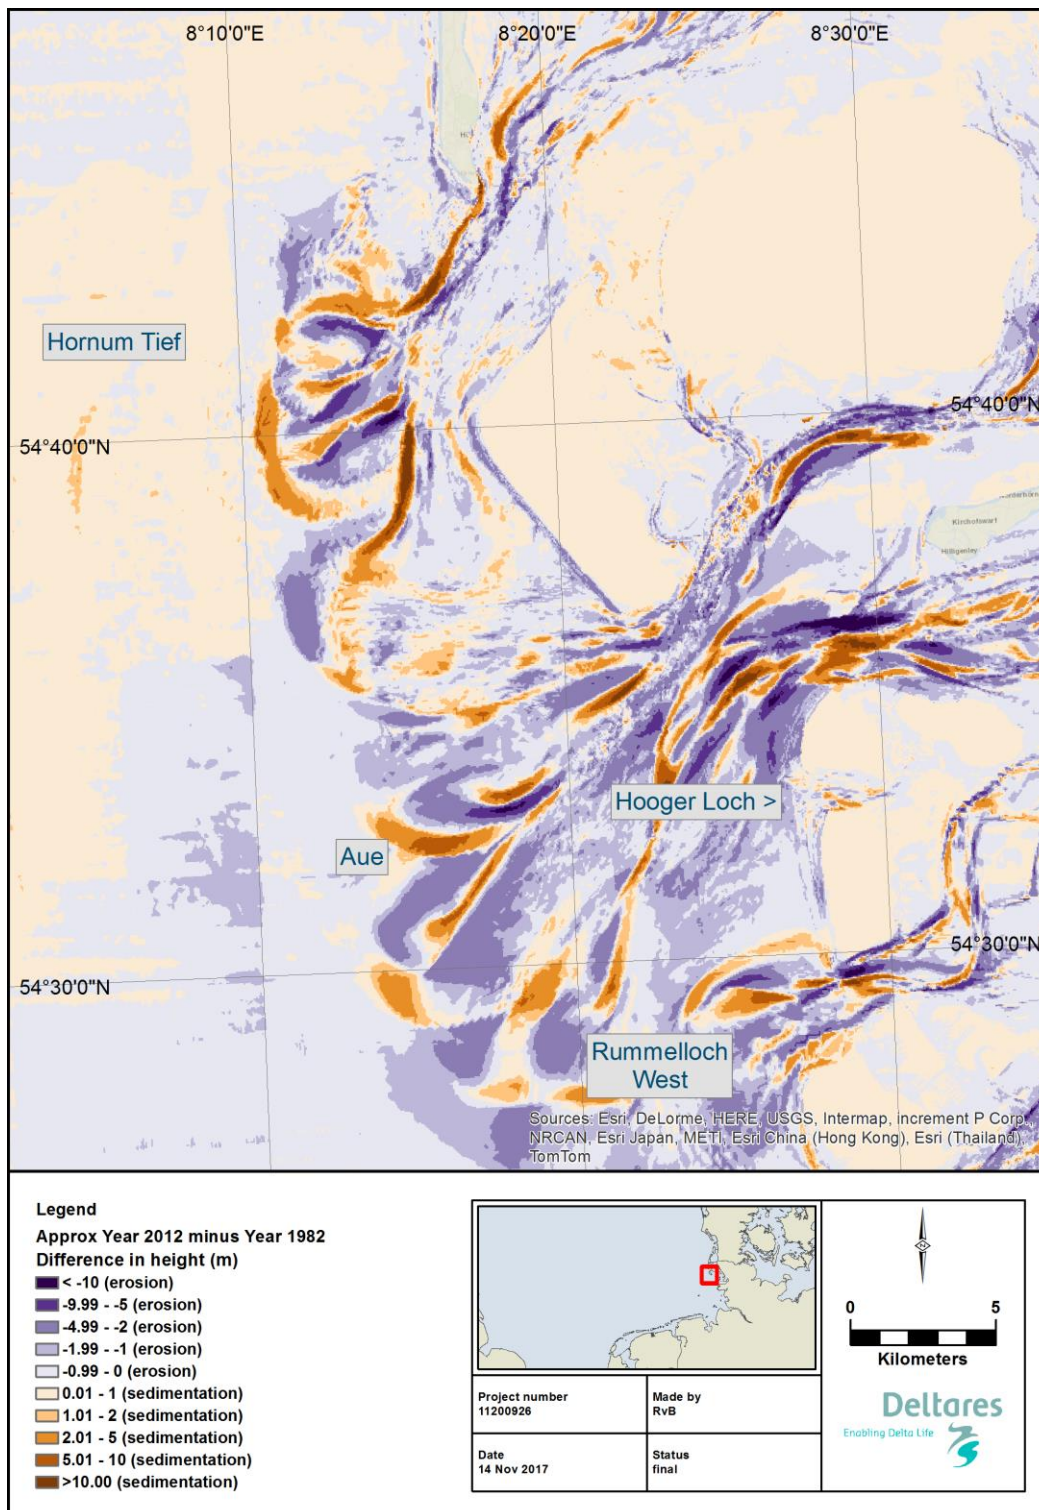 8°10'0"E
8°20'0"E
8°30'0"E
Hornum Tief
54°40'0"N
54°40'0"N
Kirchofswart
Hilligenley
Hooger Loch >
Aue
54°30'0"N
54°30'0"N
Rummelloch
West
Sources: Esri, DeLorme, HERE, USGS, Intermap, increment P Corp.,
NRCAN, Esri Japan, METI, Esri China (Hong Kong), Esri (Thailand),
TomTom
Legend
Approx Year 2012 minus Year 1982
Difference in height (m)
< -10 (erosion)
-9.99 - -5 (erosion)
-4.99 - -2 (erosion)
-1.99 - -1 (erosion)
-0.99 - 0 (erosion)
0.01 - 1 (sedimentation)
1.01 - 2 (sedimentation)
2.01 - 5 (sedimentation)
5.01 - 10 (sedimentation)
>10.00 (sedimentation)
Project number
11200926
Made by
RvB
Date
14 Nov 2017
Status
final
N
0 5
Kilometers
Deltares
Enabling Delta Life